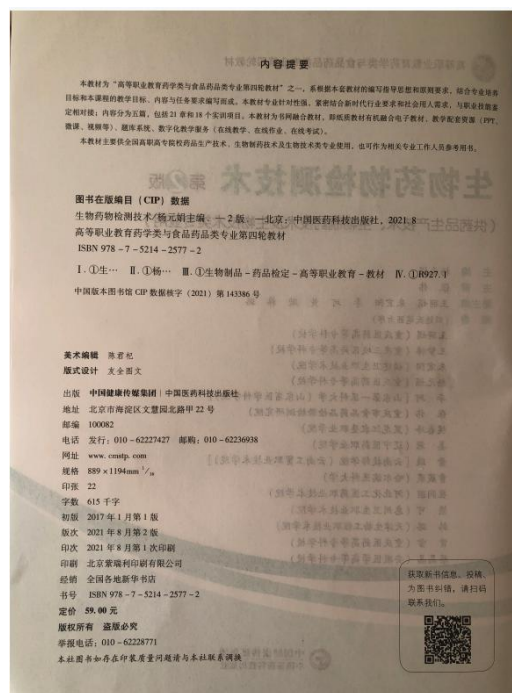 内容提要
本教材为“高等职业教育药学类与食品药品类专业第四轮教材”之一，系根据本套教材的编写指导思想和原则要求，结合专业培养
目标和本课程的教学目标、内容与任务要求编写而成。本教材专业针对性强，紧密结合新时代行业要求和社会用人需求，与职业技能鉴
定相对接；内容分为五篇，包括21章和18个实训项目。本教材为书网融合教材，即纸质教材有机融合电子教材、教学配套资源（PPT、
微课、视频等）、题库系统、数字化教学服务（在线教学、在线作业、在线考试）。
本教材主要供全国高职高专院校药品生产技术、生物制药技术及生物技术类专业使用，也可作为相关专业工作人员参考用书。
图书在版编目（CIP）数据
生物药物检测技术/杨元娟主编．—2版．—北京：中国医药科技出版社，2021.8
高等职业教育药学类与食品药品类专业第四轮教材
ISBN 978－7－5214－2577－2
Ⅰ.①生… Ⅱ.①杨… Ⅲ.①生物制品－药品检定－高等职业教育－教材 Ⅳ.①R927.1
中国版本图书馆CIP数据核字（2021）第143386号
美术编辑 陈君杞
版式设计 友全图文
出版 中国健康传媒集团｜中国医药科技出版社
地址 北京市海淀区文慧园北路甲22号
邮编 100082
电话 发行：010－62227427 邮购：010－62236938
网址 www.cmstp.com
规格 889×1194mm 1/16
印张 22
字数 615千字
初版 2017年1月第1版
版次 2021年8月第2版
印次 2021年8月第1次印刷
印刷 北京紫瑞利印刷有限公司
经销 全国各地新华书店
书号 ISBN 978－7－5214－2577－2
定价 59.00元
版权所有 盗版必究
举报电话：010－62228771
本社图书如存在印装质量问题请与本社联系调换
获取新书信息、投稿、
为图书纠错，请扫码
联系我们。